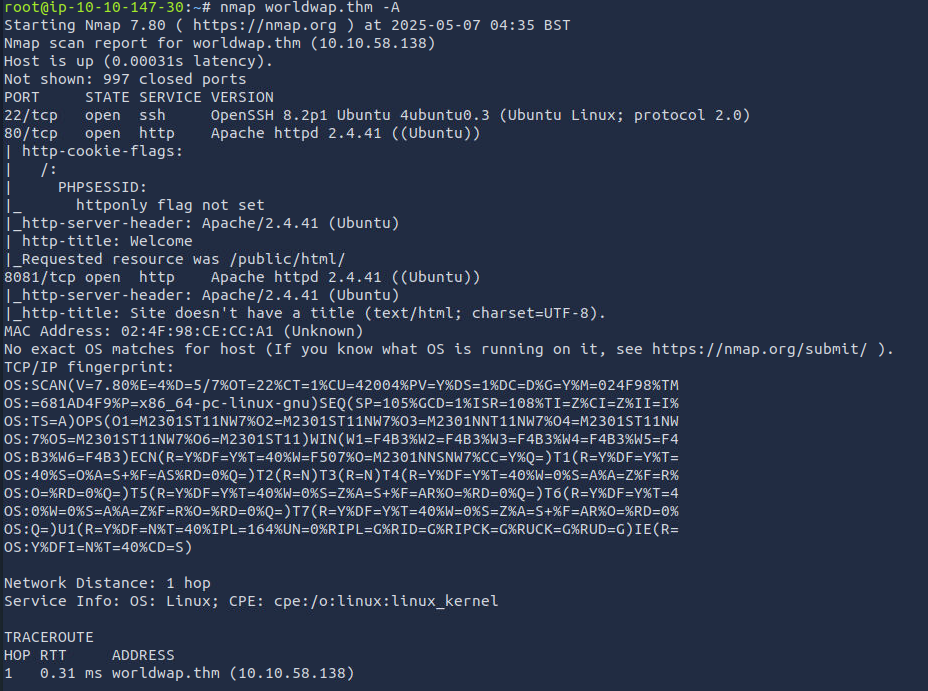 root@ip-10-10-147-30:~# nmap worldwap.thm -A
Starting Nmap 7.80 ( https://nmap.org ) at 2025-05-07 04:35 BST
Nmap scan report for worldwap.thm (10.10.58.138)
Host is up (0.00031s latency).
Not shown: 997 closed ports
PORT     STATE SERVICE VERSION
22/tcp   open  ssh     OpenSSH 8.2p1 Ubuntu 4ubuntu0.3 (Ubuntu Linux; protocol 2.0)
80/tcp   open  http    Apache httpd 2.4.41 ((Ubuntu))
| http-cookie-flags:
|   /:
|     PHPSESSID:
|_      httponly flag not set
|_http-server-header: Apache/2.4.41 (Ubuntu)
| http-title: Welcome
|_Requested resource was /public/html/
8081/tcp open  http    Apache httpd 2.4.41 ((Ubuntu))
|_http-server-header: Apache/2.4.41 (Ubuntu)
|_http-title: Site doesn't have a title (text/html; charset=UTF-8).
MAC Address: 02:4F:98:CE:CC:A1 (Unknown)
No exact OS matches for host (If you know what OS is running on it, see https://nmap.org/submit/ ).
TCP/IP fingerprint:
OS:SCAN(V=7.80%E=4%D=5/7%OT=22%CT=1%CU=42004%PV=Y%DS=1%DC=D%G=Y%M=024F98%TM
OS:=681AD4F9%P=x86_64-pc-linux-gnu)SEQ(SP=105%GCD=1%ISR=108%TI=Z%CI=Z%II=I%
OS:TS=A)OPS(O1=M2301ST11NW7%O2=M2301ST11NW7%O3=M2301NNT11NW7%O4=M2301ST11NW
OS:7%O5=M2301ST11NW7%O6=M2301ST11)WIN(W1=F4B3%W2=F4B3%W3=F4B3%W4=F4B3%W5=F4
OS:B3%W6=F4B3)ECN(R=Y%DF=Y%T=40%W=F507%O=M2301NNSNW7%CC=Y%Q=)T1(R=Y%DF=Y%T=
OS:40%S=O%A=S+%F=AS%RD=0%Q=)T2(R=N)T3(R=N)T4(R=Y%DF=Y%T=40%W=0%S=A%A=Z%F=R%
OS:O=%RD=0%Q=)T5(R=Y%DF=Y%T=40%W=0%S=Z%A=S+%F=AR%O=%RD=0%Q=)T6(R=Y%DF=Y%T=4
OS:0%W=0%S=A%A=Z%F=R%O=%RD=0%Q=)T7(R=Y%DF=Y%T=40%W=0%S=Z%A=S+%F=AR%O=%RD=0%
OS:Q=)U1(R=Y%DF=N%T=40%IPL=164%UN=0%RIPL=G%RID=G%RIPCK=G%RUCK=G%RUD=G)IE(R=
OS:Y%DFI=N%T=40%CD=S)

Network Distance: 1 hop
Service Info: OS: Linux; CPE: cpe:/o:linux:linux_kernel

TRACEROUTE
HOP RTT     ADDRESS
1   0.31 ms worldwap.thm (10.10.58.138)